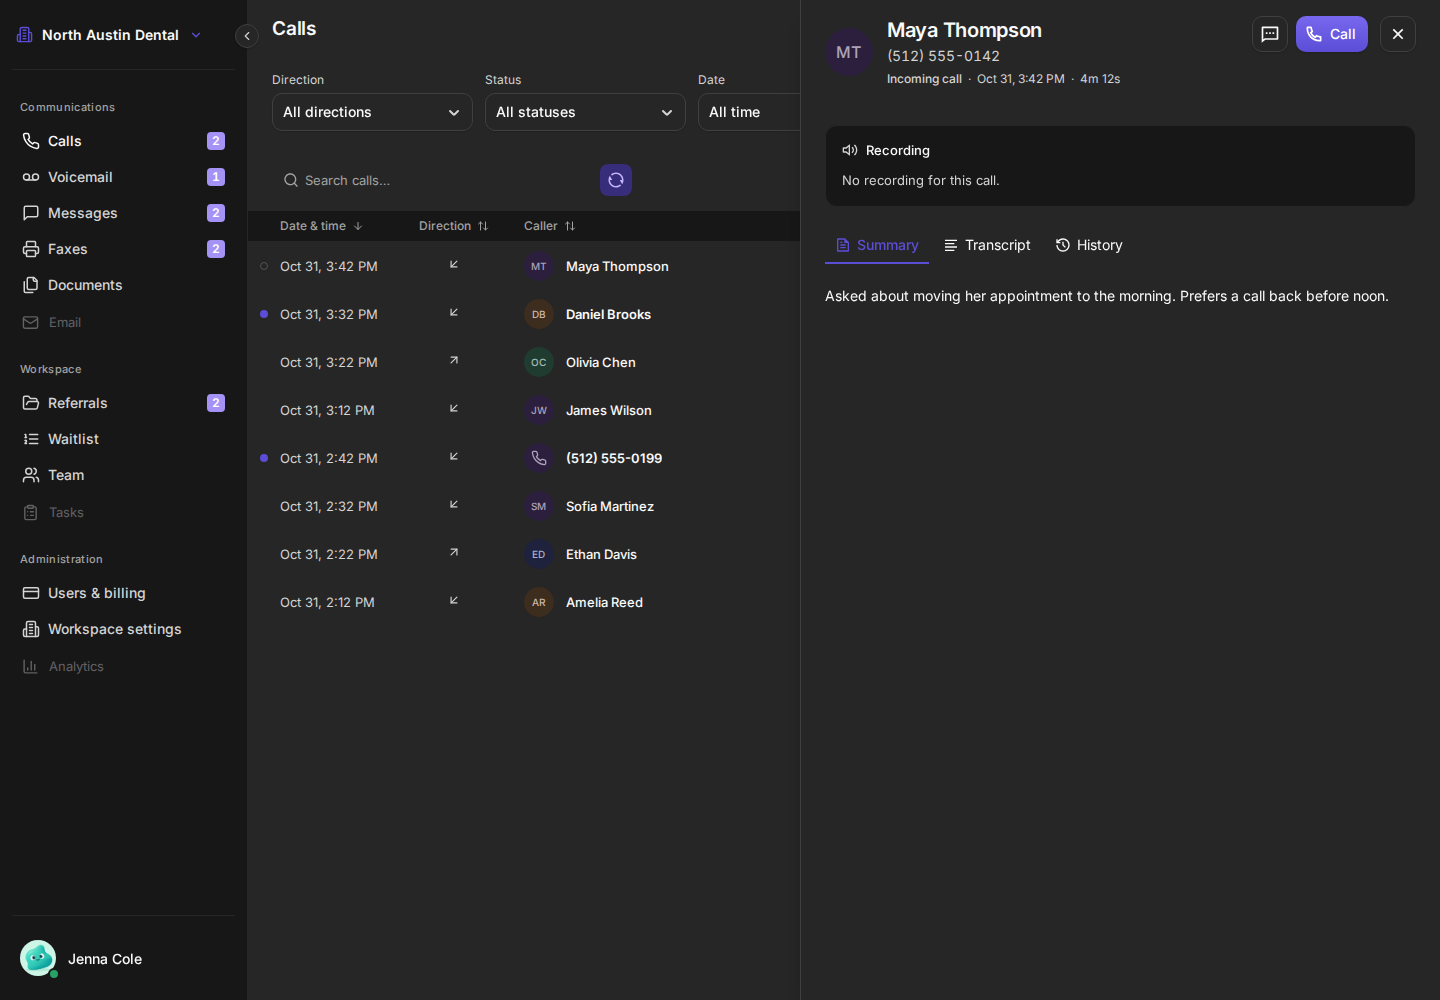 North Austin Dental
Communications
Calls 2
Voicemail 1
Messages 2
Faxes 2
Documents
Email
Workspace
Referrals 2
Waitlist
Team
Tasks
Administration
Users & billing
Workspace settings
Analytics
Jenna Cole
Calls
Direction Status Date
All directions All statuses All time
Search calls...
Date & time Direction Caller
Oct 31, 3:42 PM MT Maya Thompson
Oct 31, 3:32 PM DB Daniel Brooks
Oct 31, 3:22 PM OC Olivia Chen
Oct 31, 3:12 PM JW James Wilson
Oct 31, 2:42 PM (512) 555-0199
Oct 31, 2:32 PM SM Sofia Martinez
Oct 31, 2:22 PM ED Ethan Davis
Oct 31, 2:12 PM AR Amelia Reed
MT
Maya Thompson
(512) 555-0142
Incoming call · Oct 31, 3:42 PM · 4m 12s
Call
Recording
No recording for this call.
Summary Transcript History
Asked about moving her appointment to the morning. Prefers a call back before noon.